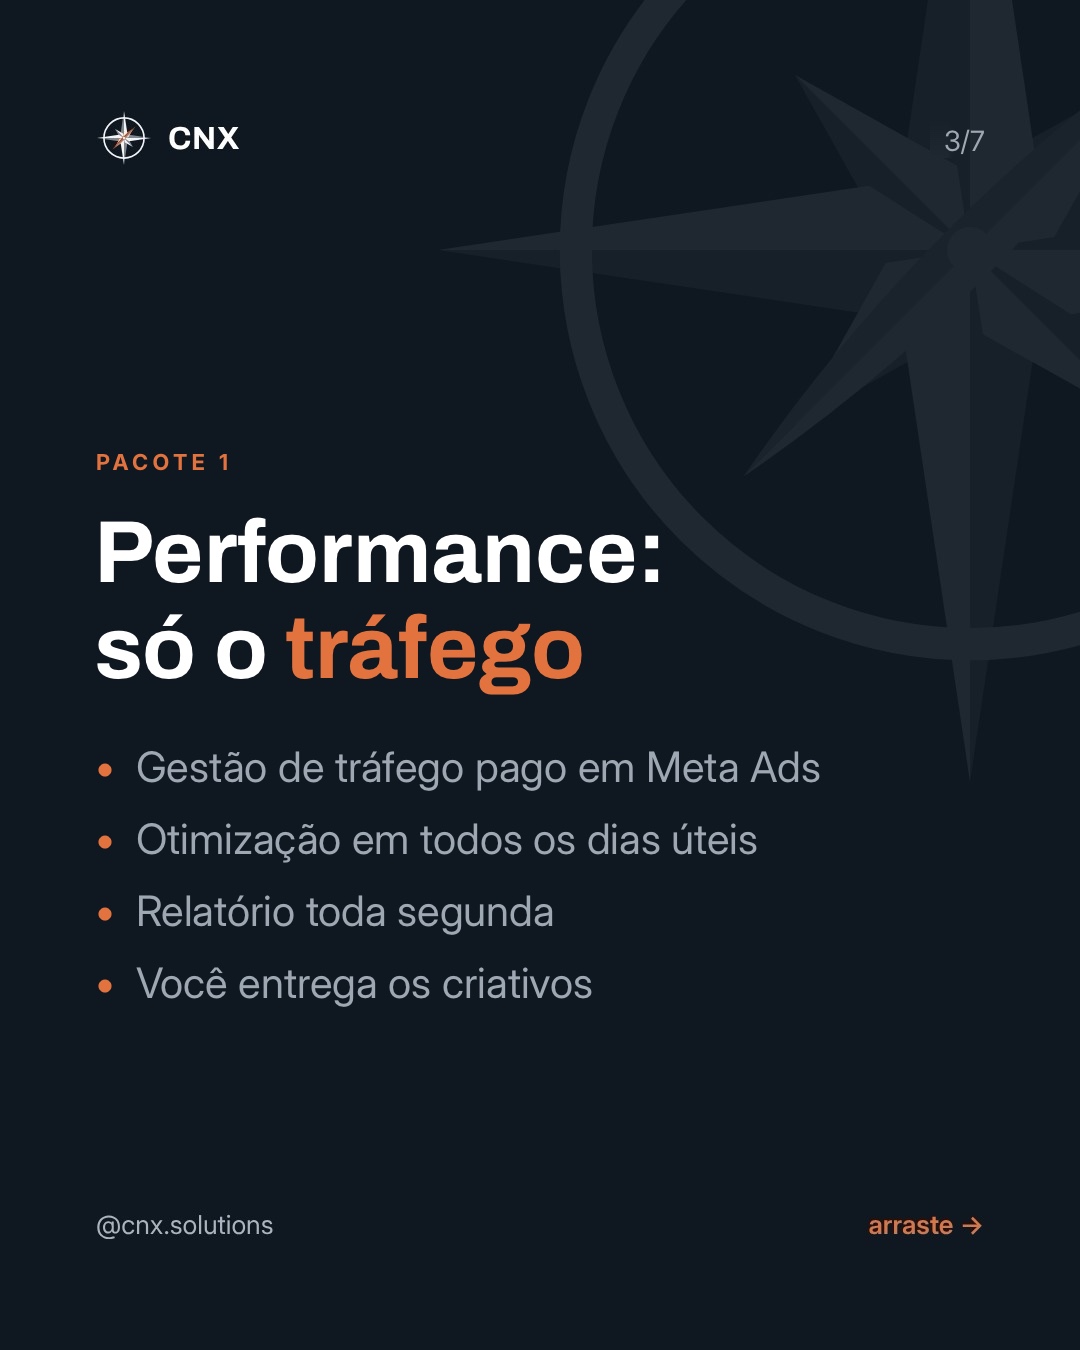 CNX
3/7
PACOTE 1
Performance:
só o tráfego
• Gestão de tráfego pago em Meta Ads
• Otimização em todos os dias úteis
• Relatório toda segunda
• Você entrega os criativos
@cnx.solutions
arraste →